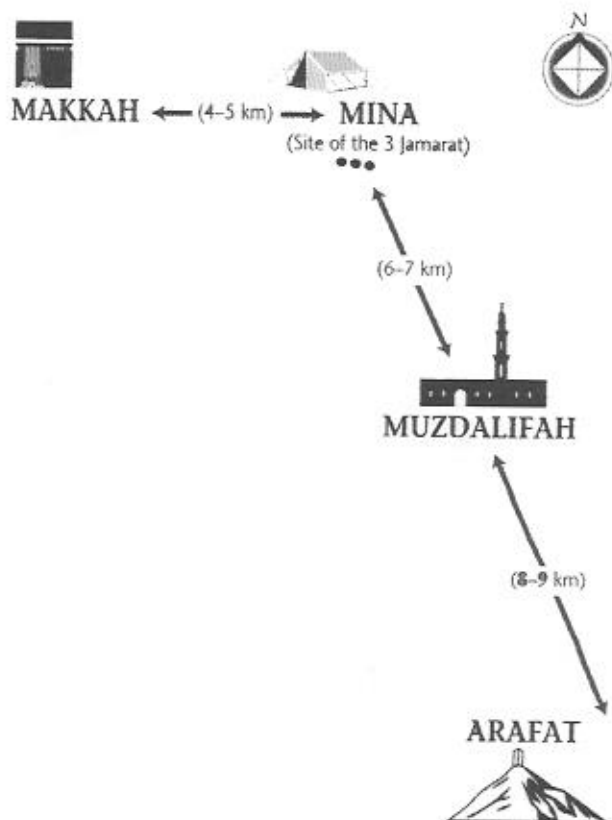 N
MAKKAH (4–5 km) MINA
(Site of the 3 Jamarat)
(6–7 km)
MUZDALIFAH
(8–9 km)
ARAFAT